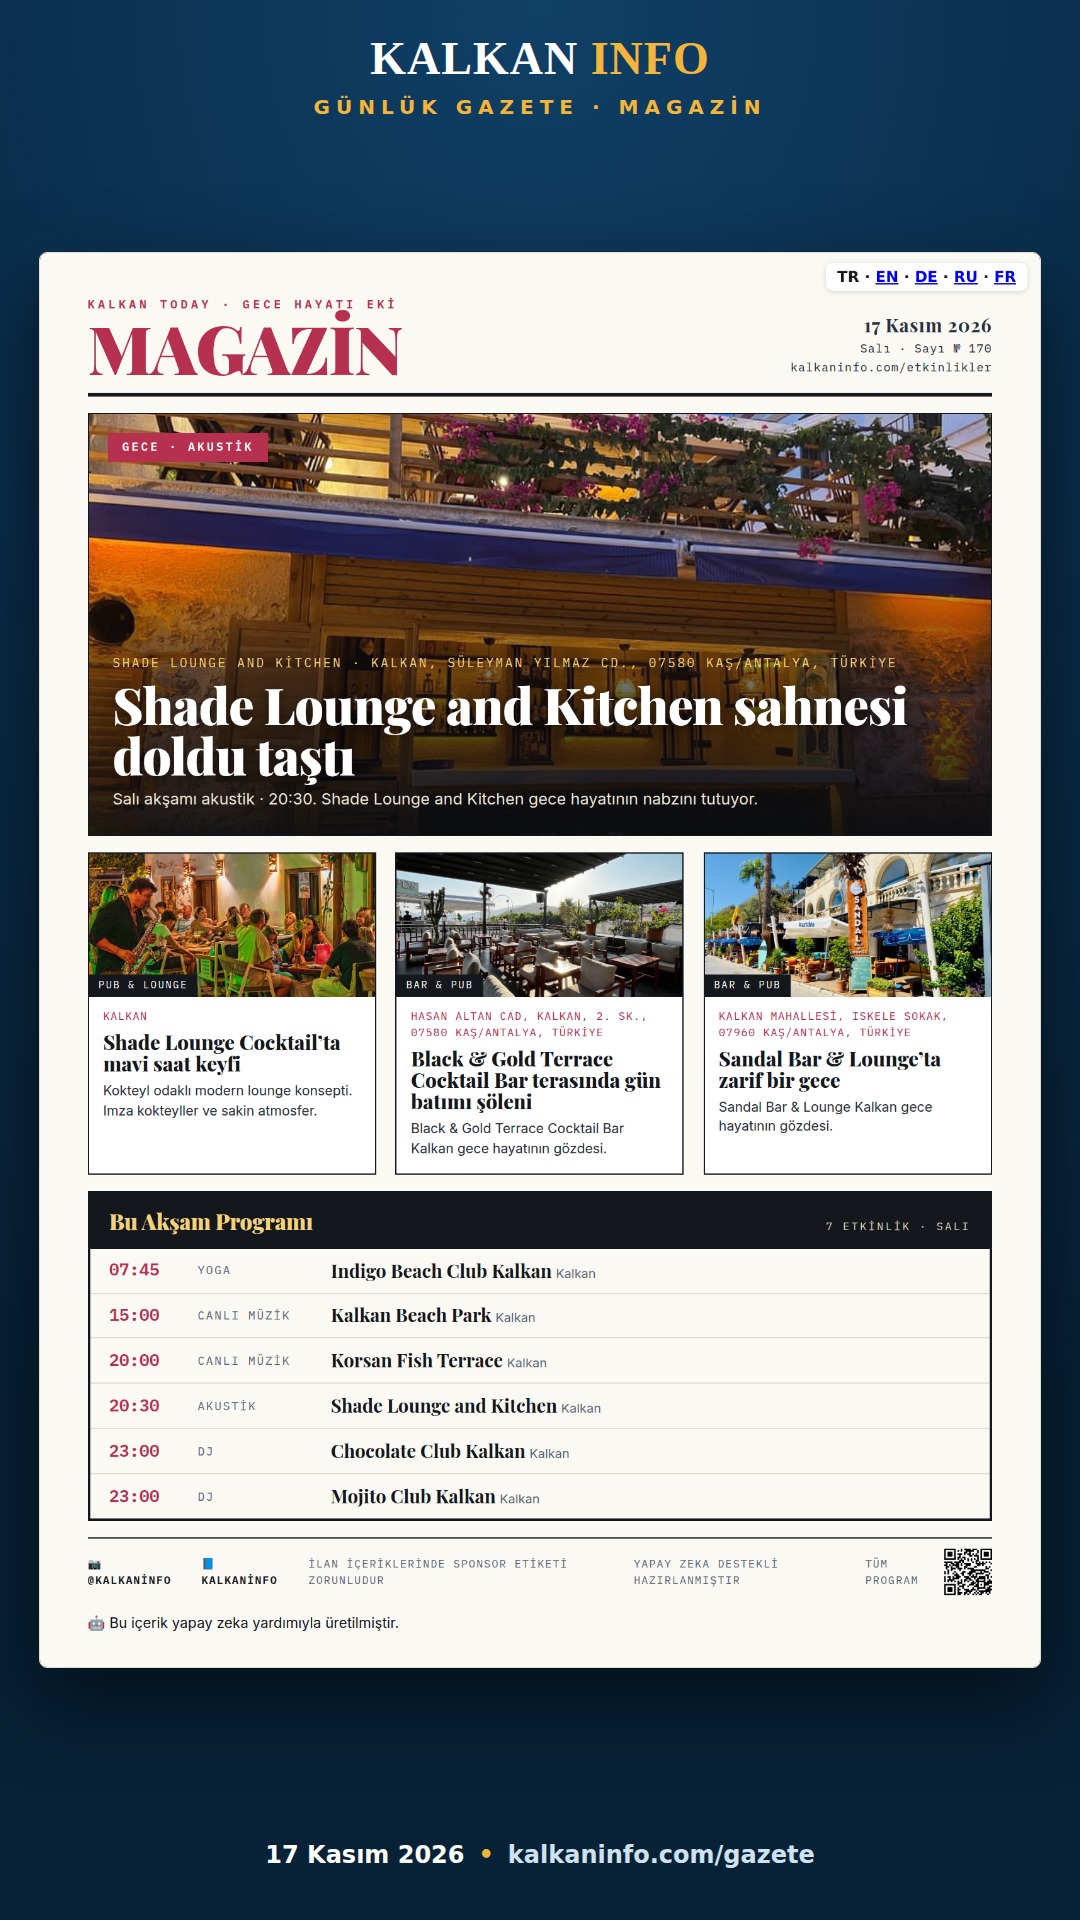 KALKAN INFO
GÜNLÜK GAZETE · MAGAZİN
TR · EN · DE · RU · FR
KALKAN TODAY · GECE HAYATI EKİ
MAGAZİN
17 Kasım 2026
Salı · Sayı № 170
kalkaninfo.com/etkinlikler
GECE · AKUSTİK
SHADE LOUNGE AND KİTCHEN · KALKAN, SÜLEYMAN YILMAZ CD., 07580 KAŞ/ANTALYA, TÜRKİYE
Shade Lounge and Kitchen sahnesi
doldu taştı
Salı akşamı akustik · 20:30. Shade Lounge and Kitchen gece hayatının nabzını tutuyor.
PUB & LOUNGE
KALKAN
Shade Lounge Cocktail’ta
mavi saat keyfi
Kokteyl odaklı modern lounge konsepti.
Imza kokteyller ve sakin atmosfer.
BAR & PUB
HASAN ALTAN CAD, KALKAN, 2. SK.,
07580 KAŞ/ANTALYA, TÜRKİYE
Black & Gold Terrace
Cocktail Bar terasında gün
batımı şöleni
Black & Gold Terrace Cocktail Bar
Kalkan gece hayatının gözdesi.
SANDAL
BAR & PUB
KALKAN MAHALLESİ, ISKELE SOKAK,
07960 KAŞ/ANTALYA, TÜRKİYE
Sandal Bar & Lounge’ta
zarif bir gece
Sandal Bar & Lounge Kalkan gece
hayatının gözdesi.
Bu Akşam Programı
7 ETKİNLİK · SALI
07:45 YOGA Indigo Beach Club Kalkan Kalkan
15:00 CANLI MÜZİK Kalkan Beach Park Kalkan
20:00 CANLI MÜZİK Korsan Fish Terrace Kalkan
20:30 AKUSTİK Shade Lounge and Kitchen Kalkan
23:00 DJ Chocolate Club Kalkan Kalkan
23:00 DJ Mojito Club Kalkan Kalkan
📷 @KALKANİNFO
📘 KALKANİNFO
İLAN İÇERİKLERİNDE SPONSOR ETİKETİ
ZORUNLUDUR
YAPAY ZEKA DESTEKLİ
HAZIRLANMIŞTIR
TÜM
PROGRAM
🤖 Bu içerik yapay zeka yardımıyla üretilmiştir.
17 Kasım 2026 • kalkaninfo.com/gazete